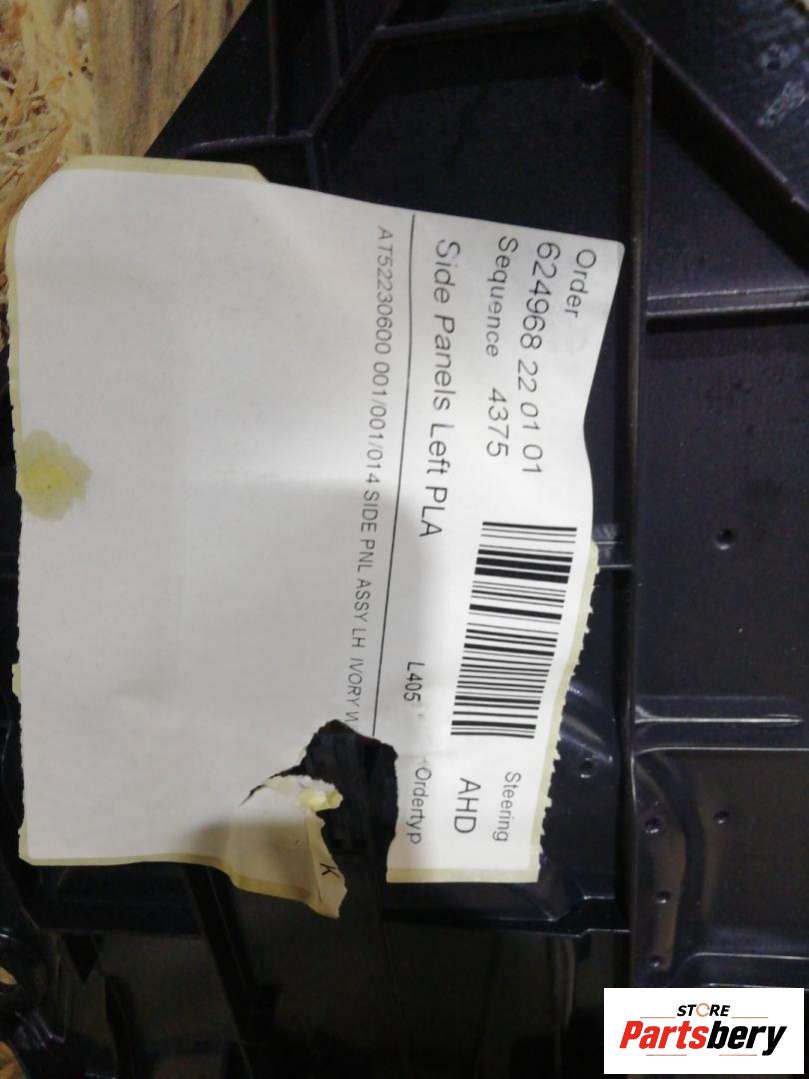 Order
624968 22 01 01
Sequence 4375
Steering
AHD
Side Panels Left PLA
L405
Ordertyp
AT52230600 001/001/014 SIDE PNL ASSY LH IVORY
K
STORE
Partsbery